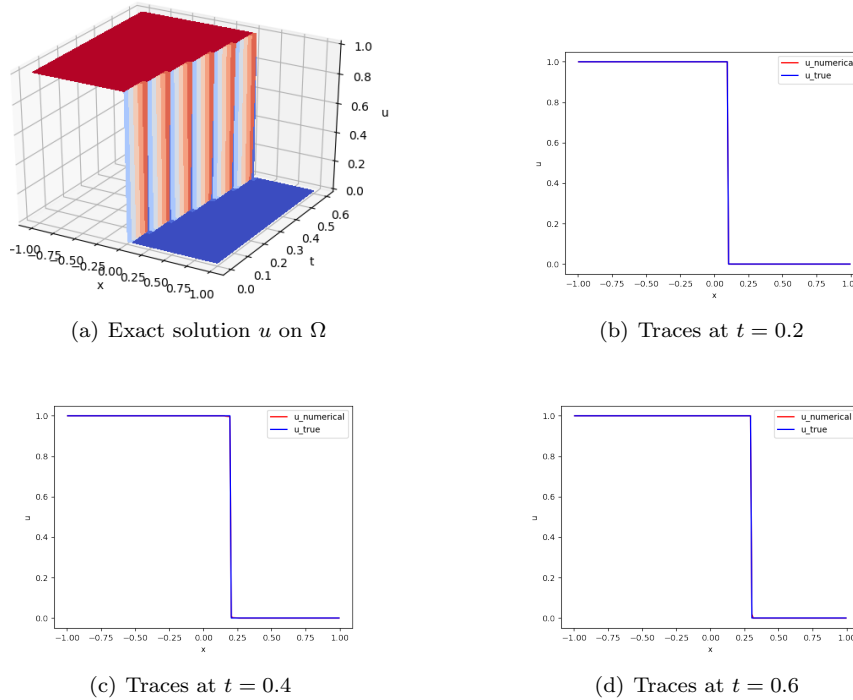 1.0
0.8
0.6
0.4
0.2
0.0
u
-1.00
-0.75
-0.50
-0.25
0.00
0.25
0.50
0.75
1.00
x
0.0
0.1
0.2
0.3
0.4
0.5
0.6
t
(a) Exact solution u on Ω
u_numerical
u_true
1.0
0.8
0.6
0.4
0.2
0.0
u
−1.00 −0.75 −0.50 −0.25 0.00 0.25 0.50 0.75 1.00
x
(b) Traces at t = 0.2
u_numerical
u_true
1.0
0.8
0.6
0.4
0.2
0.0
u
−1.00 −0.75 −0.50 −0.25 0.00 0.25 0.50 0.75 1.00
x
(c) Traces at t = 0.4
u_numerical
u_true
1.0
0.8
0.6
0.4
0.2
0.0
u
−1.00 −0.75 −0.50 −0.25 0.00 0.25 0.50 0.75 1.00
x
(d) Traces at t = 0.6